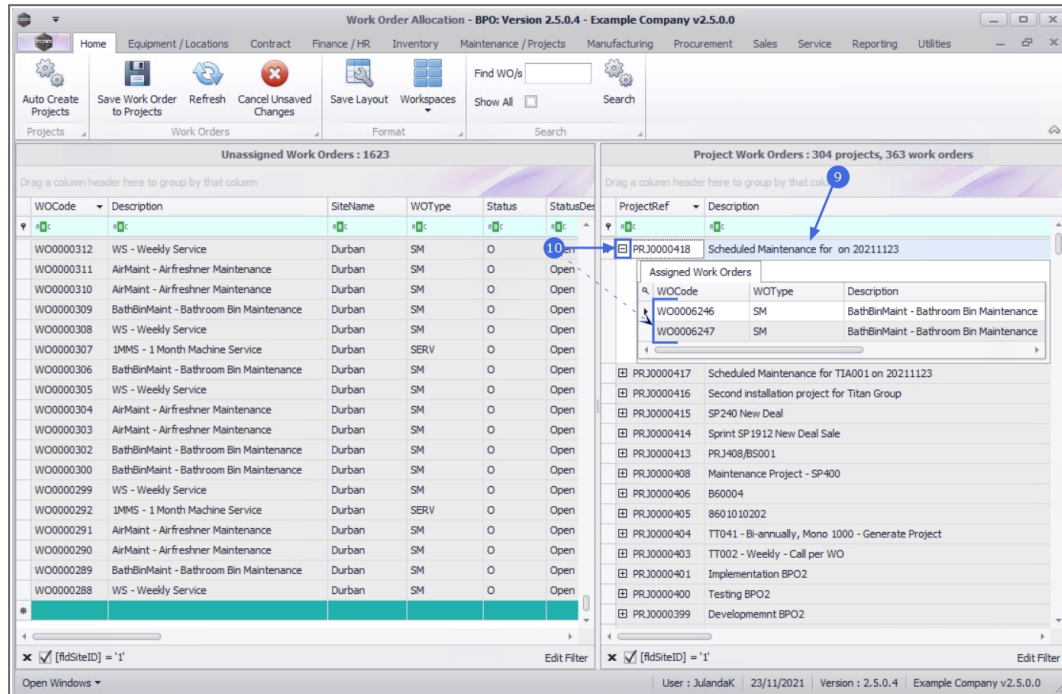 Work Order Allocation - BPO: Version 2.5.0.4 - Example Company v2.5.0.0
Home Equipment / Locations Contract Finance / HR Inventory Maintenance / Projects Manufacturing Procurement Sales Service Reporting Utilities
Auto Create Projects
Save Work Order to Projects
Refresh
Cancel Unsaved Changes
Save Layout
Workspaces
Find WO/s
Show All
Search
Projects
Work Orders
Format
Search
Unassigned Work Orders : 1623
Drag a column header here to group by that column
WOCode Description SiteName WOType Status StatusDes
WO0000312 WS - Weekly Service Durban SM O en
WO0000311 AirMaint - Airfreshner Maintenance Durban SM O Open
WO0000310 AirMaint - Airfreshner Maintenance Durban SM O Open
WO0000309 BathBinMaint - Bathroom Bin Maintenance Durban SM O Open
WO0000308 WS - Weekly Service Durban SM O Open
WO0000307 1MMS - 1 Month Machine Service Durban SERV O Open
WO0000306 BathBinMaint - Bathroom Bin Maintenance Durban SM O Open
WO0000305 WS - Weekly Service Durban SM O Open
WO0000304 AirMaint - Airfreshner Maintenance Durban SM O Open
WO0000303 AirMaint - Airfreshner Maintenance Durban SM O Open
WO0000302 BathBinMaint - Bathroom Bin Maintenance Durban SM O Open
WO0000300 BathBinMaint - Bathroom Bin Maintenance Durban SM O Open
WO0000299 WS - Weekly Service Durban SM O Open
WO0000292 1MMS - 1 Month Machine Service Durban SERV O Open
WO0000291 AirMaint - Airfreshner Maintenance Durban SM O Open
WO0000290 AirMaint - Airfreshner Maintenance Durban SM O Open
WO0000289 BathBinMaint - Bathroom Bin Maintenance Durban SM O Open
WO0000288 WS - Weekly Service Durban SM O Open
[fldSiteID] = '1' Edit Filter
Project Work Orders : 304 projects, 363 work orders
Drag a column header here to group by that colu
9
ProjectRef Description
10
PRJ0000418 Scheduled Maintenance for on 20211123
Assigned Work Orders
WOCode WOType Description
WO0006246 SM BathBinMaint - Bathroom Bin Maintenance
WO0006247 SM BathBinMaint - Bathroom Bin Maintenance
PRJ0000417 Scheduled Maintenance for TIA001 on 20211123
PRJ0000416 Second installation project for Titan Group
PRJ0000415 SP240 New Deal
PRJ0000414 Sprint SP1912 New Deal Sale
PRJ0000413 PRJ408/BS001
PRJ0000408 Maintenance Project - SP400
PRJ0000406 B60004
PRJ0000405 8601010202
PRJ0000404 TT041 - Bi-annually, Mono 1000 - Generate Project
PRJ0000403 TT002 - Weekly - Call per WO
PRJ0000401 Implementation BPO2
PRJ0000400 Testing BPO2
PRJ0000399 Developmemnt BPO2
[fldSiteID] = '1' Edit Filter
Open Windows User : JulandaK 23/11/2021 Version : 2.5.0.4 Example Company v2.5.0.0